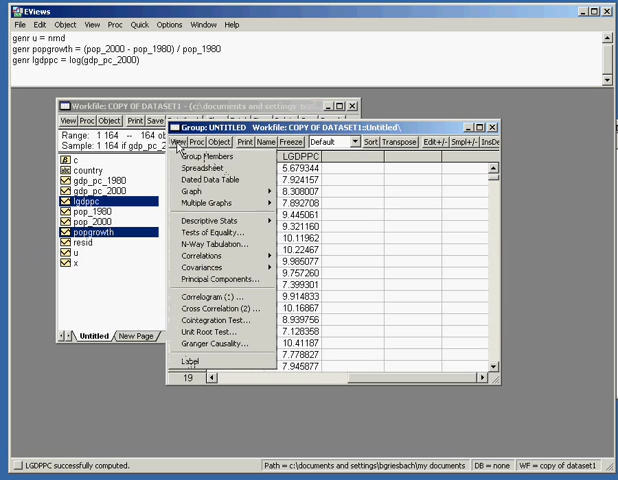 EViews
File Edit Object View Proc Quick Options Window Help
genr u = nrnd
genr popgrowth = (pop_2000 - pop_1980) / pop_1980
genr lgdppc = log(gdp_pc_2000)
Workfile: COPY OF DATASET1 - (c:\documents and settings
View Proc Object Print Save
Range: 1 164 -- 164 ob
Sample: 1 164 if gdp_pc_2
c
country
gdp_pc_1980
gdp_pc_2000
lgdppc
pop_1980
pop_2000
popgrowth
resid
u
x
Untitled New Page
Group: UNTITLED Workfile: COPY OF DATASET1::Untitled\
View Proc Object Print Name Freeze Default Sort Transpose Edit+/- Smpl+/- InsDe
Group Members
Spreadsheet
Dated Data Table
Graph
Multiple Graphs
Descriptive Stats
Tests of Equality...
N-Way Tabulation...
Correlations
Covariances
Principal Components...
Correlogram (1) ...
Cross Correlation (2) ...
Cointegration Test...
Unit Root Test...
Granger Causality...
Label
LGDPPC
5.679344
7.924157
8.308007
7.892708
9.445061
9.321160
10.11962
10.22467
9.985077
9.757260
7.399301
9.914833
10.16867
8.939756
7.128358
10.41187
7.778827
7.945877
19
LGDPPC successfully computed.
Path = c:\documents and settings\bgriesbach\my documents DB = none WF = copy of dataset1